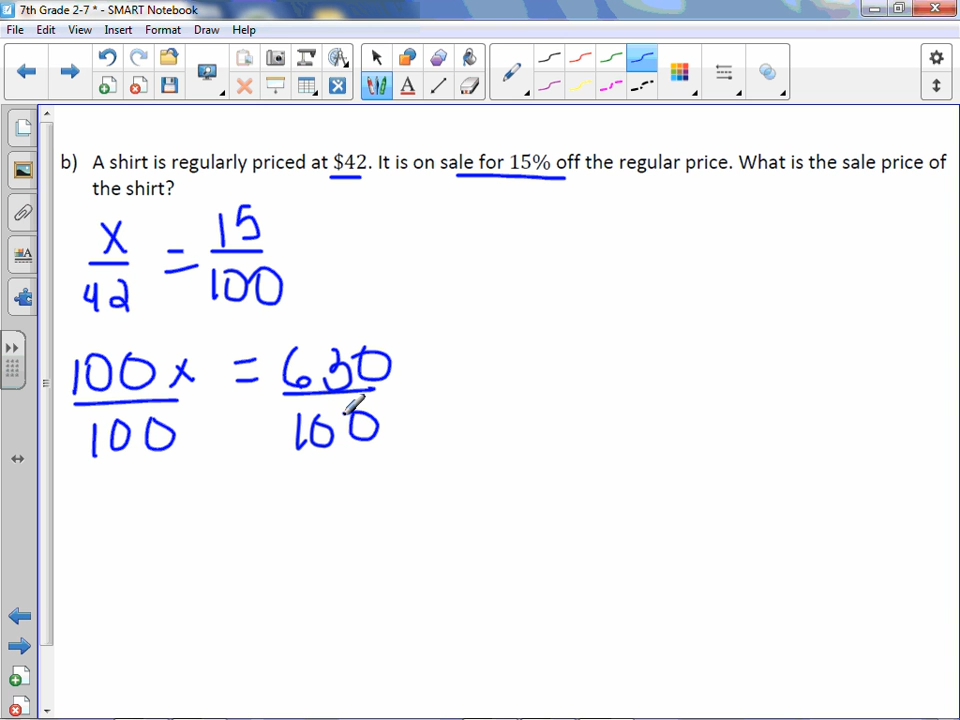 7th Grade 2-7 * - SMART Notebook
File Edit View Insert Format Draw Help
b) A shirt is regularly priced at $42. It is on sale for 15% off the regular price. What is the sale price of
the shirt?
x/42 = 15/100
100x/100 = 630/100